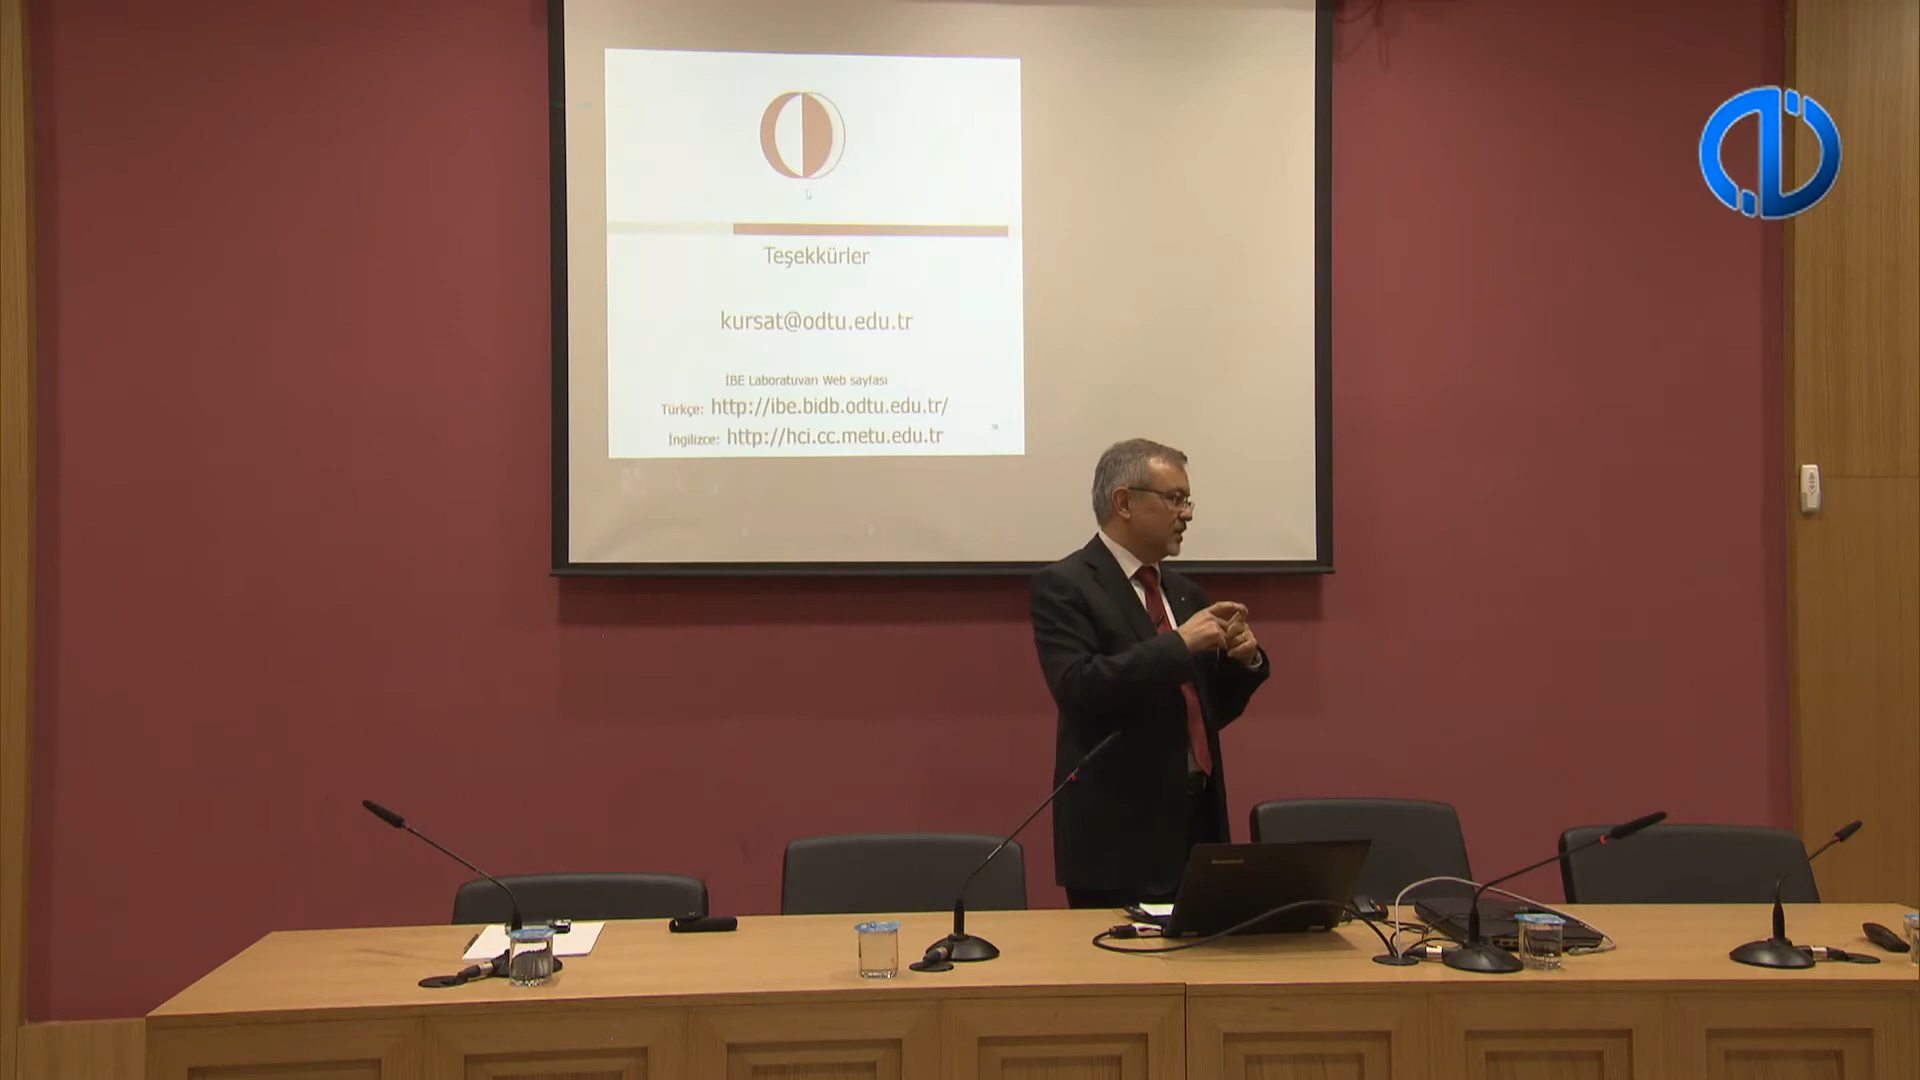 Teşekkürler
kursat@odtu.edu.tr
İBE Laboratuvarı Web sayfası
Türkçe: http://ibe.bidb.odtu.edu.tr/
İngilizce: http://hci.cc.metu.edu.tr